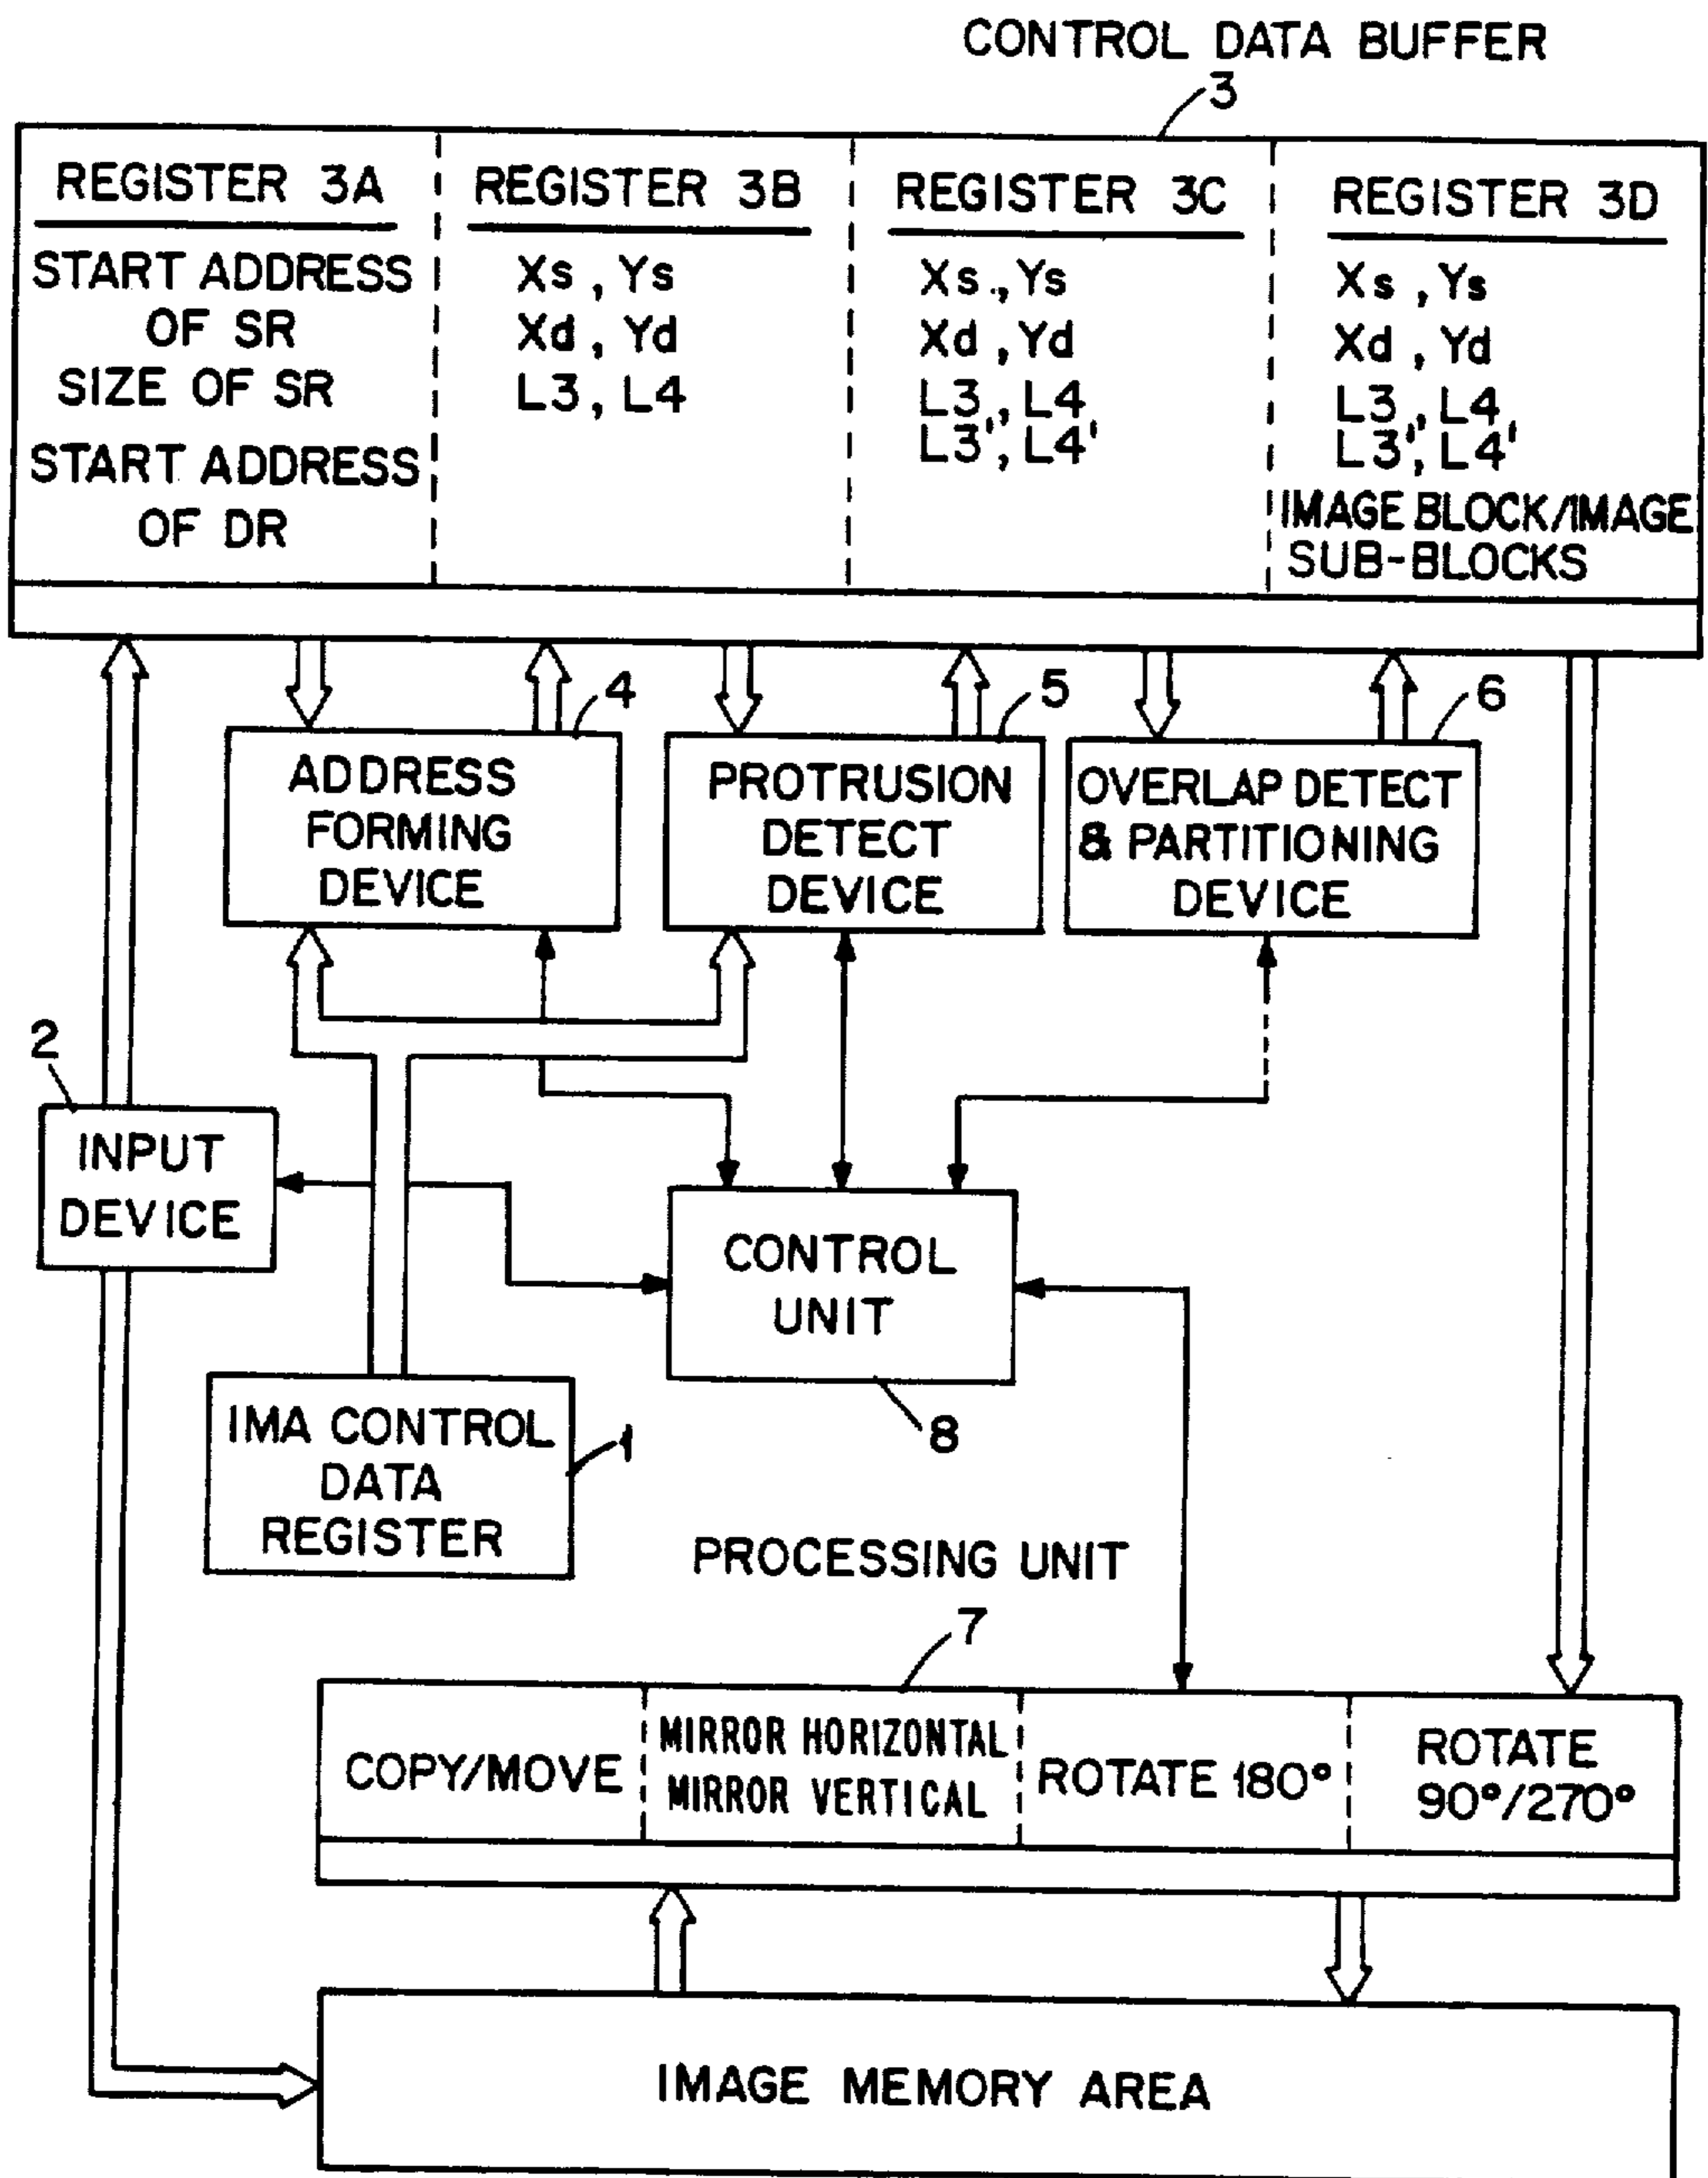 CONTROL DATA BUFFER
3
REGISTER 3A
START ADDRESS
OF SR
SIZE OF SR
START ADDRESS
OF DR
REGISTER 3B
Xs, Ys
Xd, Yd
L3, L4
REGISTER 3C
Xs, Ys
Xd, Yd
L3, L4
L3', L4'
REGISTER 3D
Xs, Ys
Xd, Yd
L3, L4
L3', L4'
IMAGE BLOCK/IMAGE
SUB-BLOCKS
4
ADDRESS
FORMING
DEVICE
5
PROTRUSION
DETECT
DEVICE
6
OVERLAP DETECT
& PARTITIONING
DEVICE
2
INPUT
DEVICE
CONTROL
UNIT
8
IMA CONTROL
DATA
REGISTER
1
PROCESSING UNIT
7
COPY/MOVE
MIRROR HORIZONTAL
MIRROR VERTICAL
ROTATE 180°
ROTATE
90°/270°
IMAGE MEMORY AREA